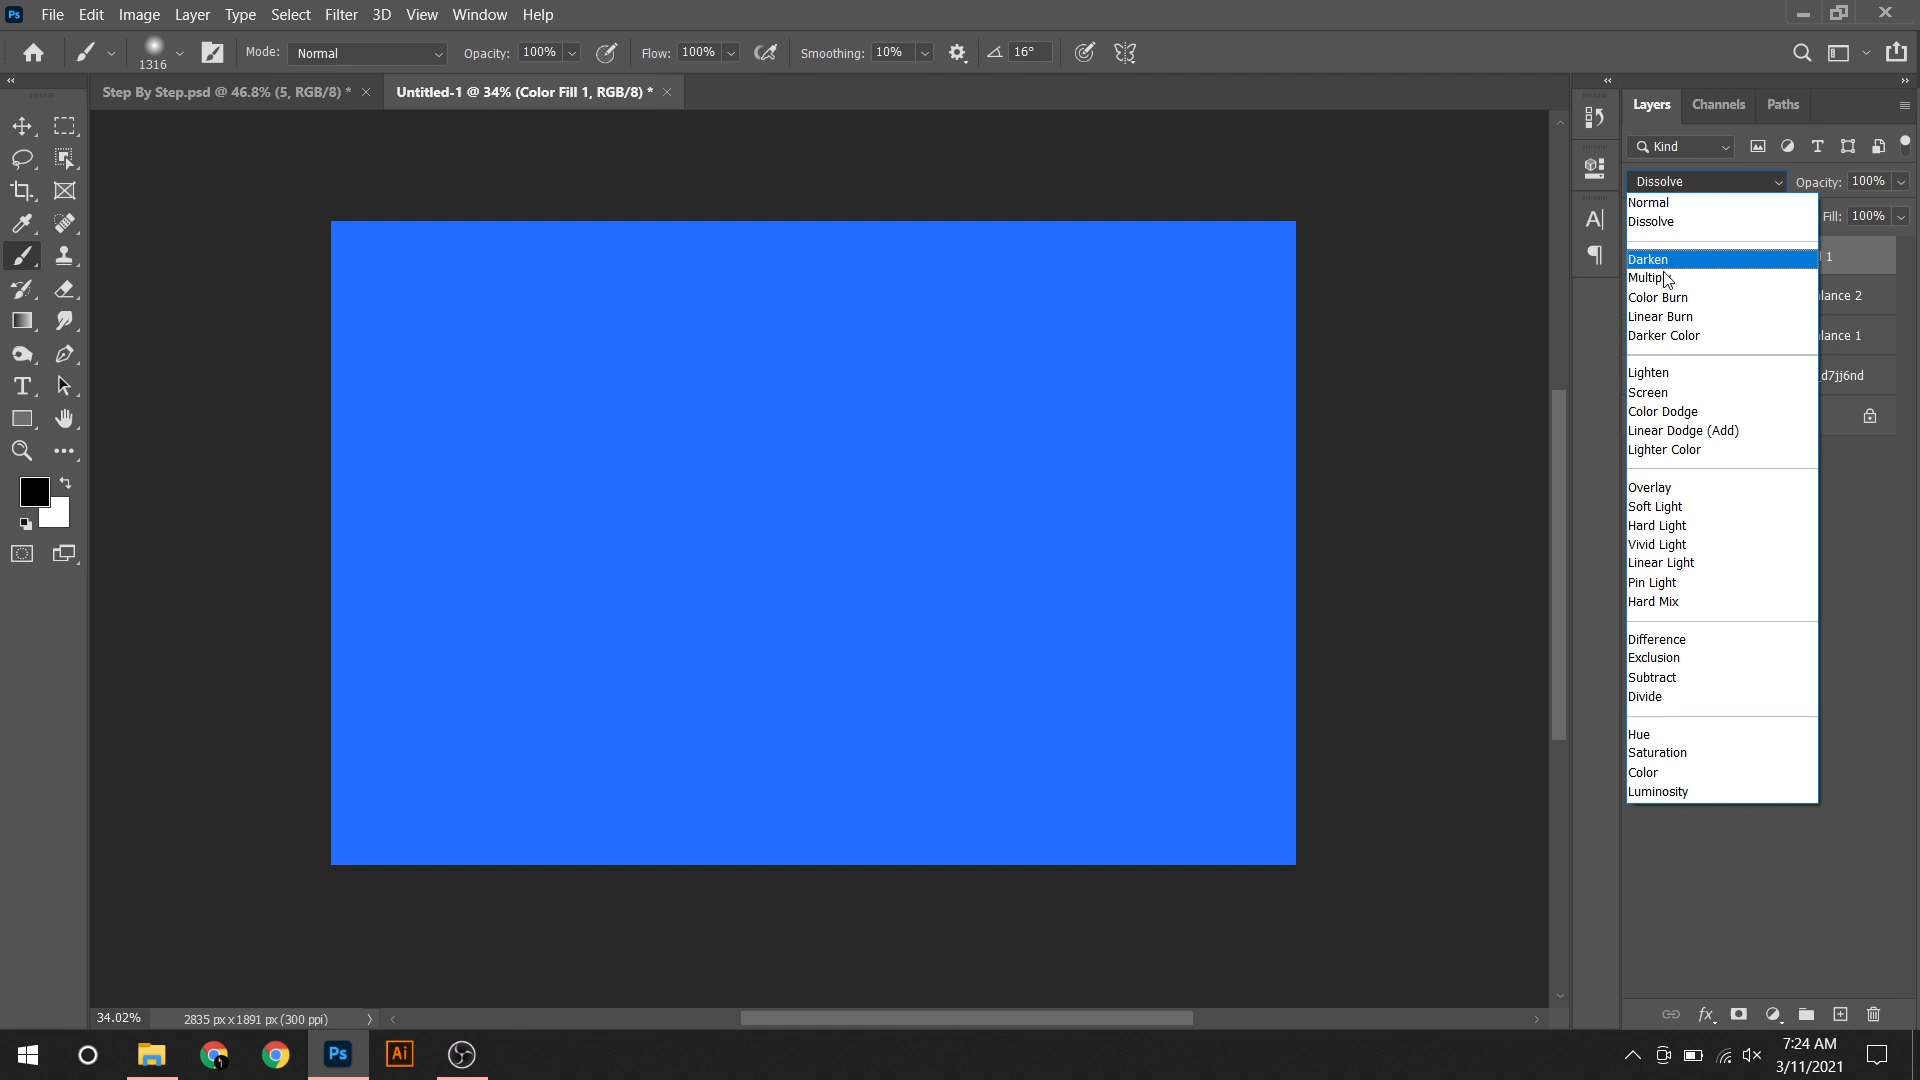 Ps File Edit Image Layer Type Select Filter 3D View Window Help
1316 Mode: Normal Opacity: 100% Flow: 100% Smoothing: 10% 16°
Step By Step.psd @ 46.8% (5, RGB/8) * Untitled-1 @ 34% (Color Fill 1, RGB/8) *
Layers Channels Paths
Kind
Dissolve Opacity: 100%
Normal
Fill: 100%
Dissolve
Darken
1
Color Burn
lance 2
Linear Burn
Darker Color
lance 1
Lighten
d7jj6nd
Screen
Color Dodge
Linear Dodge (Add)
Lighter Color
Overlay
Soft Light
Hard Light
Vivid Light
Linear Light
Pin Light
Hard Mix
Difference
Exclusion
Subtract
Divide
Hue
Saturation
Color
Luminosity
34.02% 2835 px x 1891 px (300 ppi)
fx
Ps Ai
7:24 AM
3/11/2021